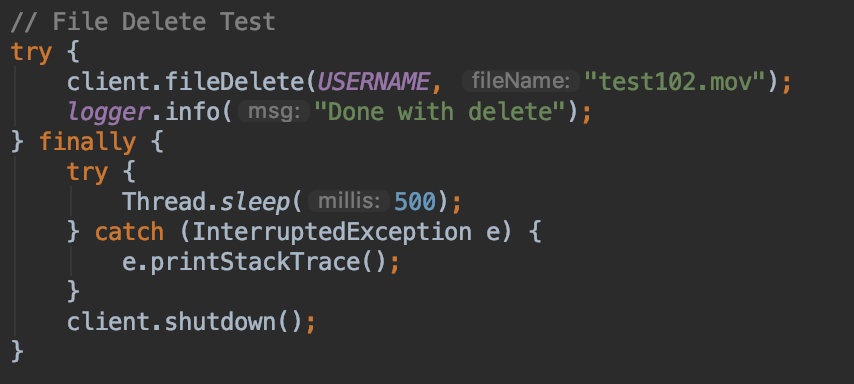 // File Delete Test
try {
    client.fileDelete(USERNAME, fileName: "test102.mov");
    logger.info( msg: "Done with delete");
} finally {
    try {
        Thread.sleep( millis: 500);
    } catch (InterruptedException e) {
        e.printStackTrace();
    }
    client.shutdown();
}